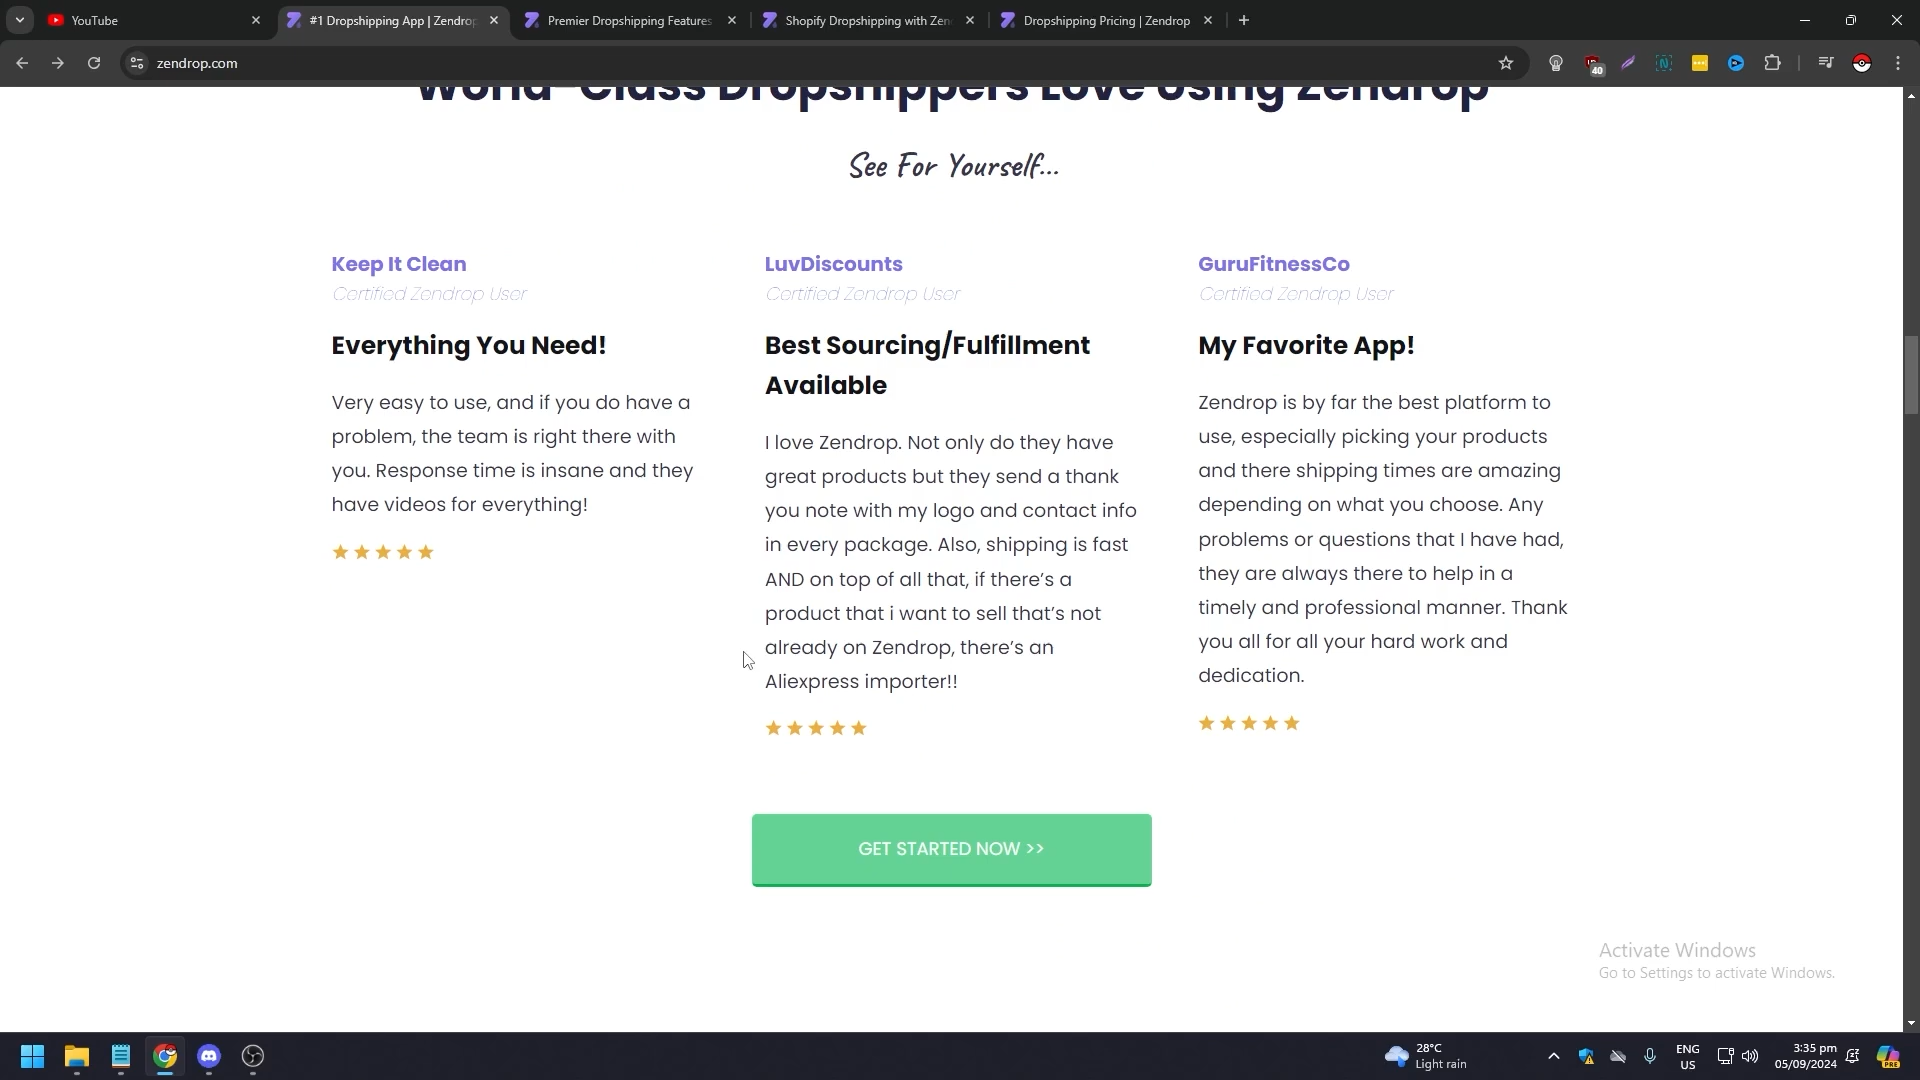 YouTube
#1 Dropshipping App | Zendrop
Premier Dropshipping Features
Shopify Dropshipping with Zen
Dropshipping Pricing | Zendrop
zendrop.com
40
World-Class Dropshippers Love Using Zendrop
See For Yourself...
Keep It Clean
Certified Zendrop User
Everything You Need!
Very easy to use, and if you do have a
problem, the team is right there with
you. Response time is insane and they
have videos for everything!
LuvDiscounts
Certified Zendrop User
Best Sourcing/Fulfillment
Available
I love Zendrop. Not only do they have
great products but they send a thank
you note with my logo and contact info
in every package. Also, shipping is fast
AND on top of all that, if there's a
product that i want to sell that's not
already on Zendrop, there's an
Aliexpress importer!!
GuruFitnessCo
Certified Zendrop User
My Favorite App!
Zendrop is by far the best platform to
use, especially picking your products
and there shipping times are amazing
depending on what you choose. Any
problems or questions that I have had,
they are always there to help in a
timely and professional manner. Thank
you all for all your hard work and
dedication.
GET STARTED NOW >>
Activate Windows
Go to Settings to activate Windows.
28°C
Light rain
ENG
US
3:35 pm
05/09/2024
PRE